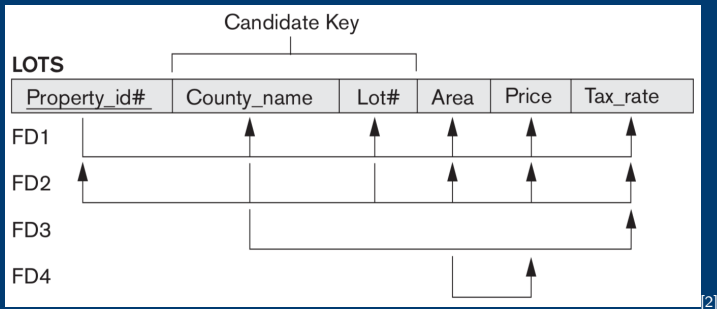 Candidate Key
LOTS
Property_id# County_name Lot# Area Price Tax_rate
FD1
FD2
FD3
FD4
[2]